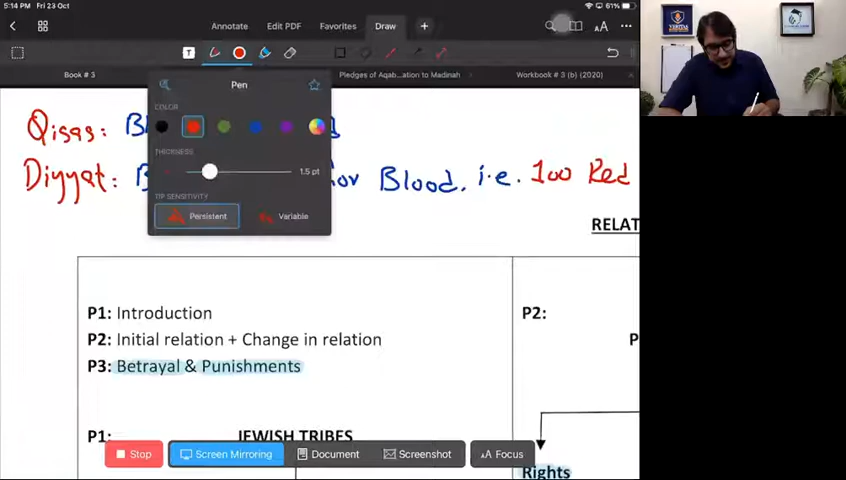 5:14 PM Fri 23 Oct
Annotate Edit PDF Favorites Draw
AA
T
Book # 3 Pledges of Aqab...ation to Madinah Workbook # 3 (b) (2020)
Pen
COLOR
THICKNESS
1.5 pt
TIP SENSITIVITY
Persistent Variable
Qisas:
Diyyat: Blood. i.e. 100 Red
RELAT
P1: Introduction
P2: Initial relation + Change in relation
P3: Betrayal & Punishments
P2:
P
P1: JEWISH TRIBES
Stop Screen Mirroring Document Screenshot AA Focus
Rights